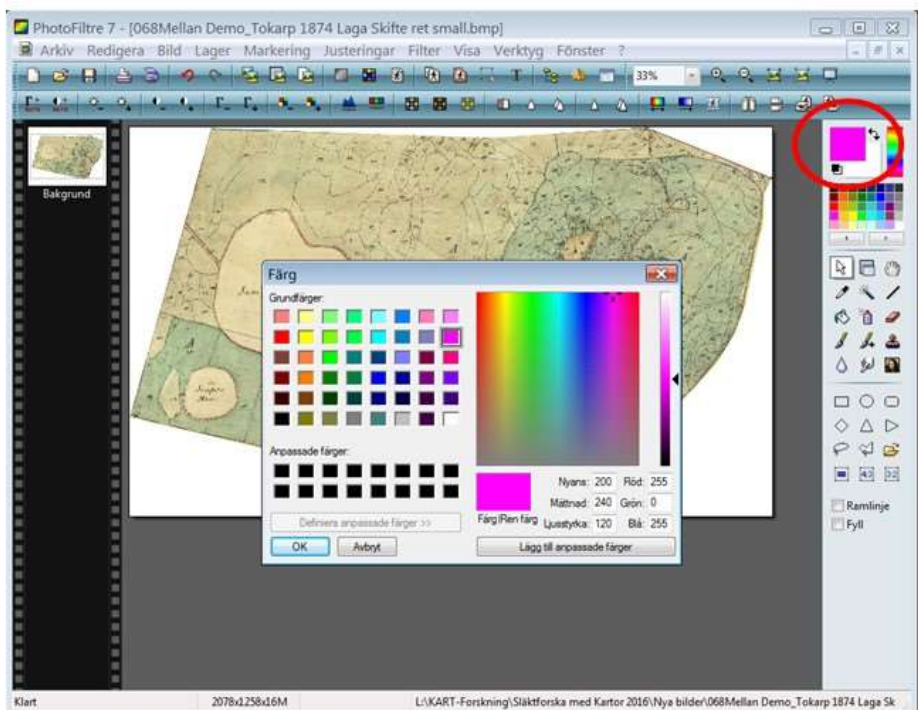 PhotoFiltre 7 - [068Mellan Demo_Tokarp 1874 Laga Skifte ret small.bmp]
Arkiv Redigera Bild Lager Markering Justeringar Filter Visa Verktyg Fönster ?
33%
Bakgrund
Färg
Grundfärger:
Anpassade färger:
Definiera anpassade färger >>
OK Avbryt
Färg|Ren färg
Nyans: 200 Röd: 255
Mättnad: 240 Grön: 0
Ljusstyrka: 120 Blå: 255
Lägg till anpassade färger
Ramlinje
Fyll
Klart 2078x1258x16M L:\KART-Forskning\Släktforska med Kartor 2016\Nya bilder\068Mellan Demo_Tokarp 1874 Laga Sk